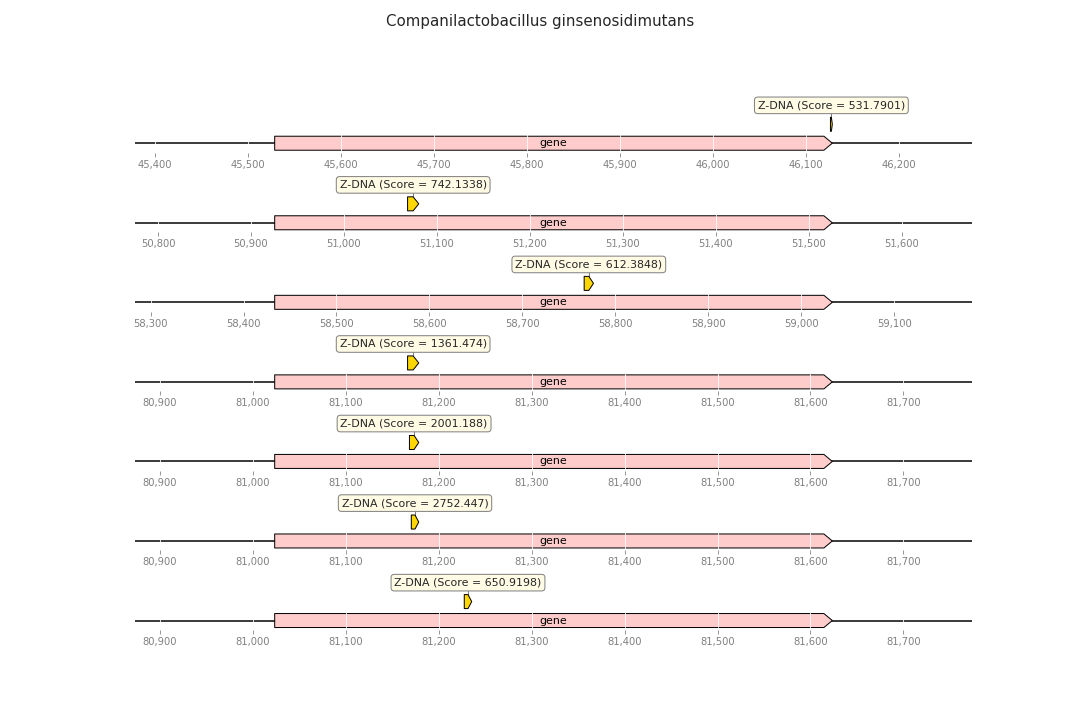 Companilactobacillus ginsenosidimutans
Z-DNA (Score = 531.7901)
gene
45,400 45,500 45,600 45,700 45,800 45,900 46,000 46,100 46,200
Z-DNA (Score = 742.1338)
gene
50,800 50,900 51,000 51,100 51,200 51,300 51,400 51,500 51,600
Z-DNA (Score = 612.3848)
gene
58,300 58,400 58,500 58,600 58,700 58,800 58,900 59,000 59,100
Z-DNA (Score = 1361.474)
gene
80,900 81,000 81,100 81,200 81,300 81,400 81,500 81,600 81,700
Z-DNA (Score = 2001.188)
gene
80,900 81,000 81,100 81,200 81,300 81,400 81,500 81,600 81,700
Z-DNA (Score = 2752.447)
gene
80,900 81,000 81,100 81,200 81,300 81,400 81,500 81,600 81,700
Z-DNA (Score = 650.9198)
gene
80,900 81,000 81,100 81,200 81,300 81,400 81,500 81,600 81,700